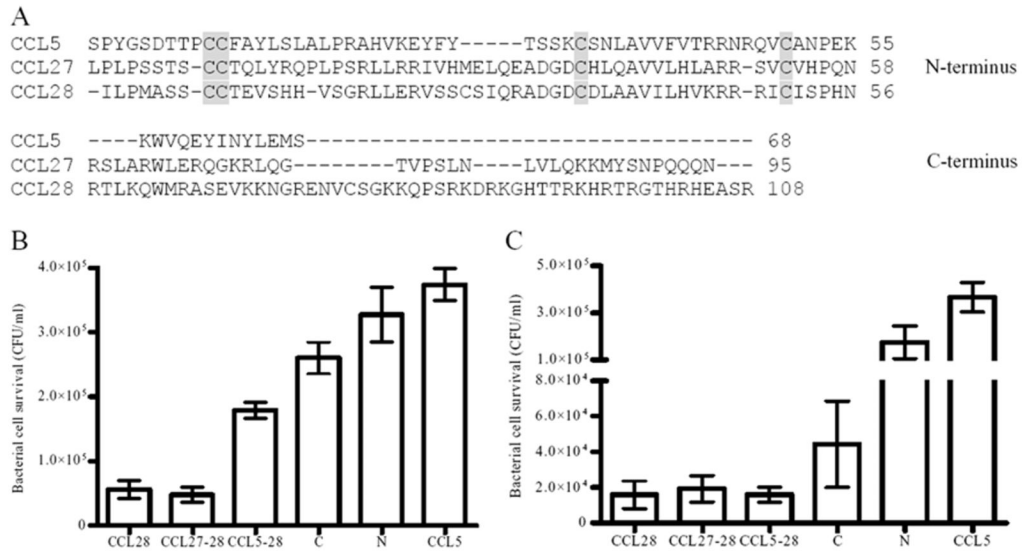 A
CCL5 SPYGSDTTPCCFAYLSLALPRAHVKEYFY-----TSSKCSNLAVVFVTRRNRQVCANPEK 55
CCL27 LPLPSSTS-CCTQLYRQPLPSRLLRRIVHMELQEADGDCHLQAVVLHLARR-SVCVHPQN 58 N-terminus
CCL28 -ILPMASS-CCTEVSHH-VSGRLLERVSSCSIQRADGDCDLAAVILHVKRR-RICISPHN 56
CCL5 ----KWVQEYINYLEMS---------------------------------- 68
CCL27 RSLARWLERQGKRLQG--------TVPSLN----LVLQKKMYSNPQQQN--- 95 C-terminus
CCL28 RTLKQWMRASEVKKNGRENVCSGKKQPSRKDRKGHTTRKHRTRGTHRHEASR 108
B
Bacterial cell survival (CFU/ml)
4.0×10⁵
3.0×10⁵
2.0×10⁵
1.0×10⁵
0
CCL28 CCL27-28 CCL5-28 C N CCL5
C
Bacterial cell survival (CFU/ml)
5.0×10⁵
3.0×10⁵
1.0×10⁵
8.0×10⁴
6.0×10⁴
4.0×10⁴
2.0×10⁴
0
CCL28 CCL27-28 CCL5-28 C N CCL5